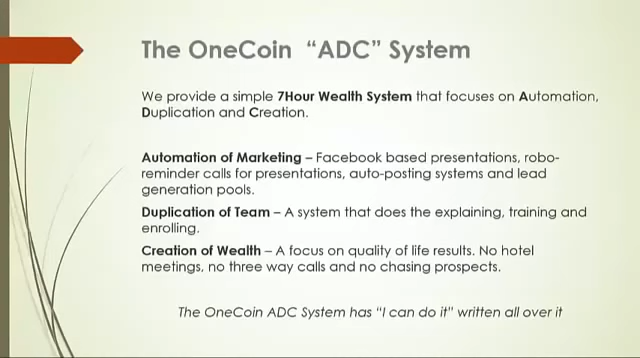 The OneCoin “ADC” System
We provide a simple 7Hour Wealth System that focuses on Automation,
Duplication and Creation.
Automation of Marketing – Facebook based presentations, robo-
reminder calls for presentations, auto-posting systems and lead
generation pools.
Duplication of Team – A system that does the explaining, training and
enrolling.
Creation of Wealth – A focus on quality of life results. No hotel
meetings, no three way calls and no chasing prospects.
The OneCoin ADC System has “I can do it” written all over it